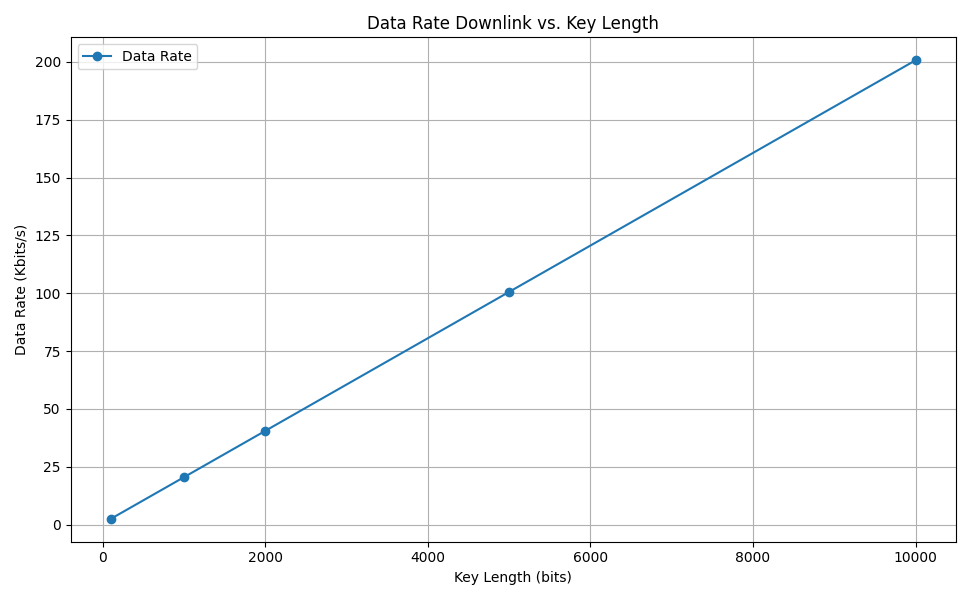 Data Rate Downlink vs. Key Length
Data Rate
200
175
150
125
100
75
50
25
0
Data Rate (Kbits/s)
0 2000 4000 6000 8000 10000
Key Length (bits)